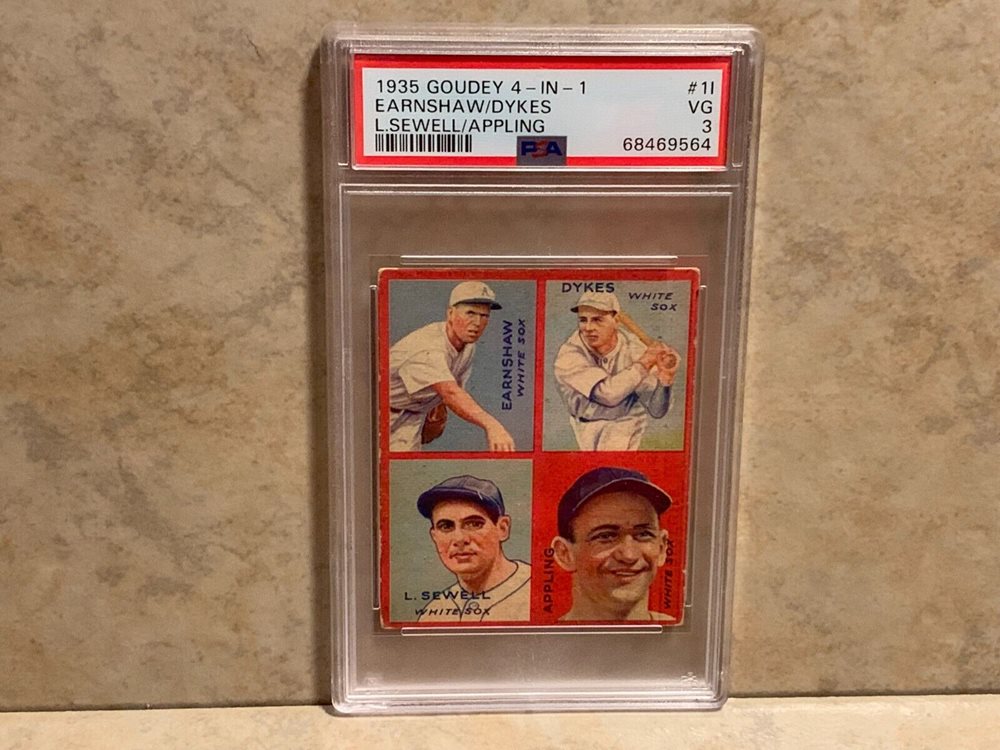 1935 GOUDEY 4-IN-1 #1I
EARNSHAW/DYKES VG
L.SEWELL/APPLING 3
PSA 68469564
A
EARNSHAW
WHITE SOX
DYKES
WHITE
SOX
L. SEWELL
WHITE SOX
APPLING
WHITE SOX